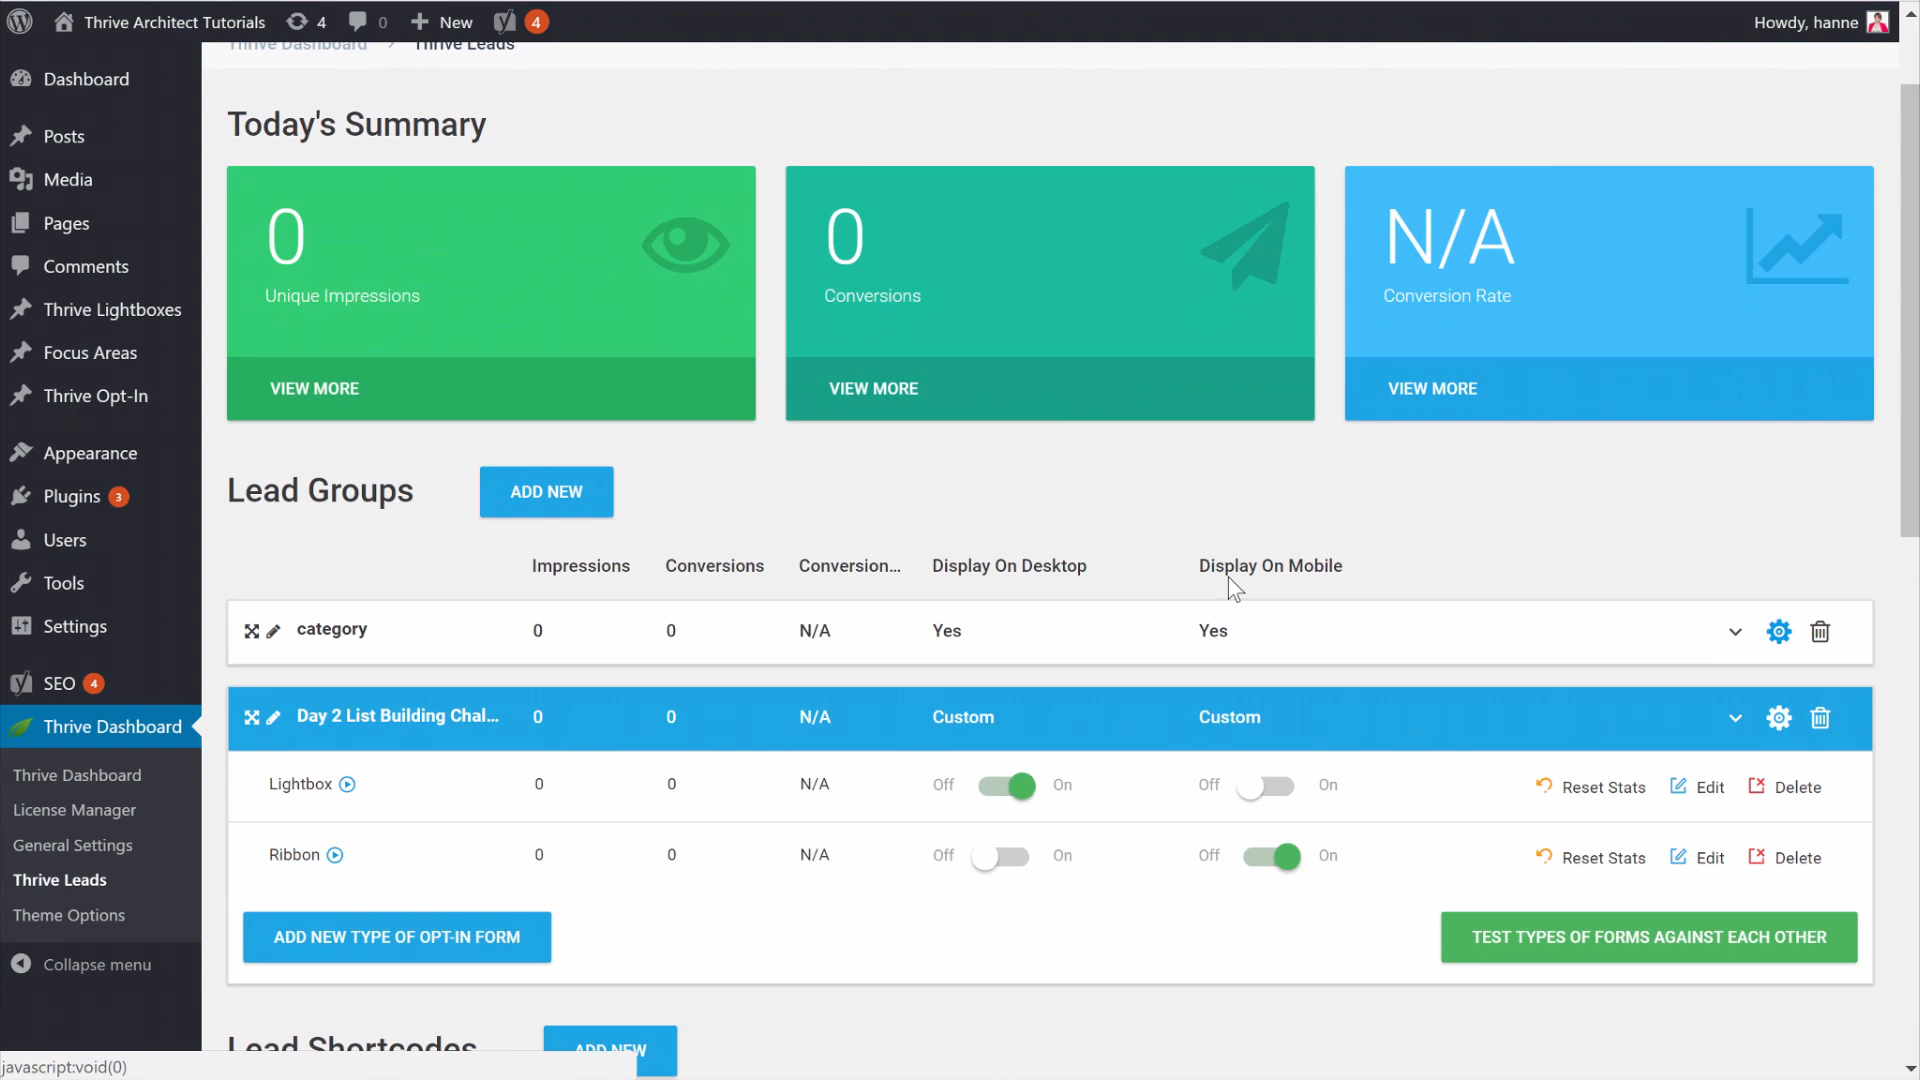 Thrive Architect Tutorials 4 0 New 4 Howdy, hanne
Thrive Dashboard > Thrive Leads
Dashboard
Posts
Media
Pages
Comments
Thrive Lightboxes
Focus Areas
Thrive Opt-In
Appearance
Plugins 3
Users
Tools
Settings
SEO 4
Thrive Dashboard
Thrive Dashboard
License Manager
General Settings
Thrive Leads
Theme Options
Collapse menu
Today's Summary
0
Unique Impressions
VIEW MORE
0
Conversions
VIEW MORE
N/A
Conversion Rate
VIEW MORE
Lead Groups ADD NEW
Impressions Conversions Conversion... Display On Desktop Display On Mobile
category 0 0 N/A Yes Yes
Day 2 List Building Chal... 0 0 N/A Custom Custom
Lightbox 0 0 N/A Off On Off On Reset Stats Edit Delete
Ribbon 0 0 N/A Off On Off On Reset Stats Edit Delete
ADD NEW TYPE OF OPT-IN FORM TEST TYPES OF FORMS AGAINST EACH OTHER
Lead Shortcodes ADD NEW
javascript:void(0)